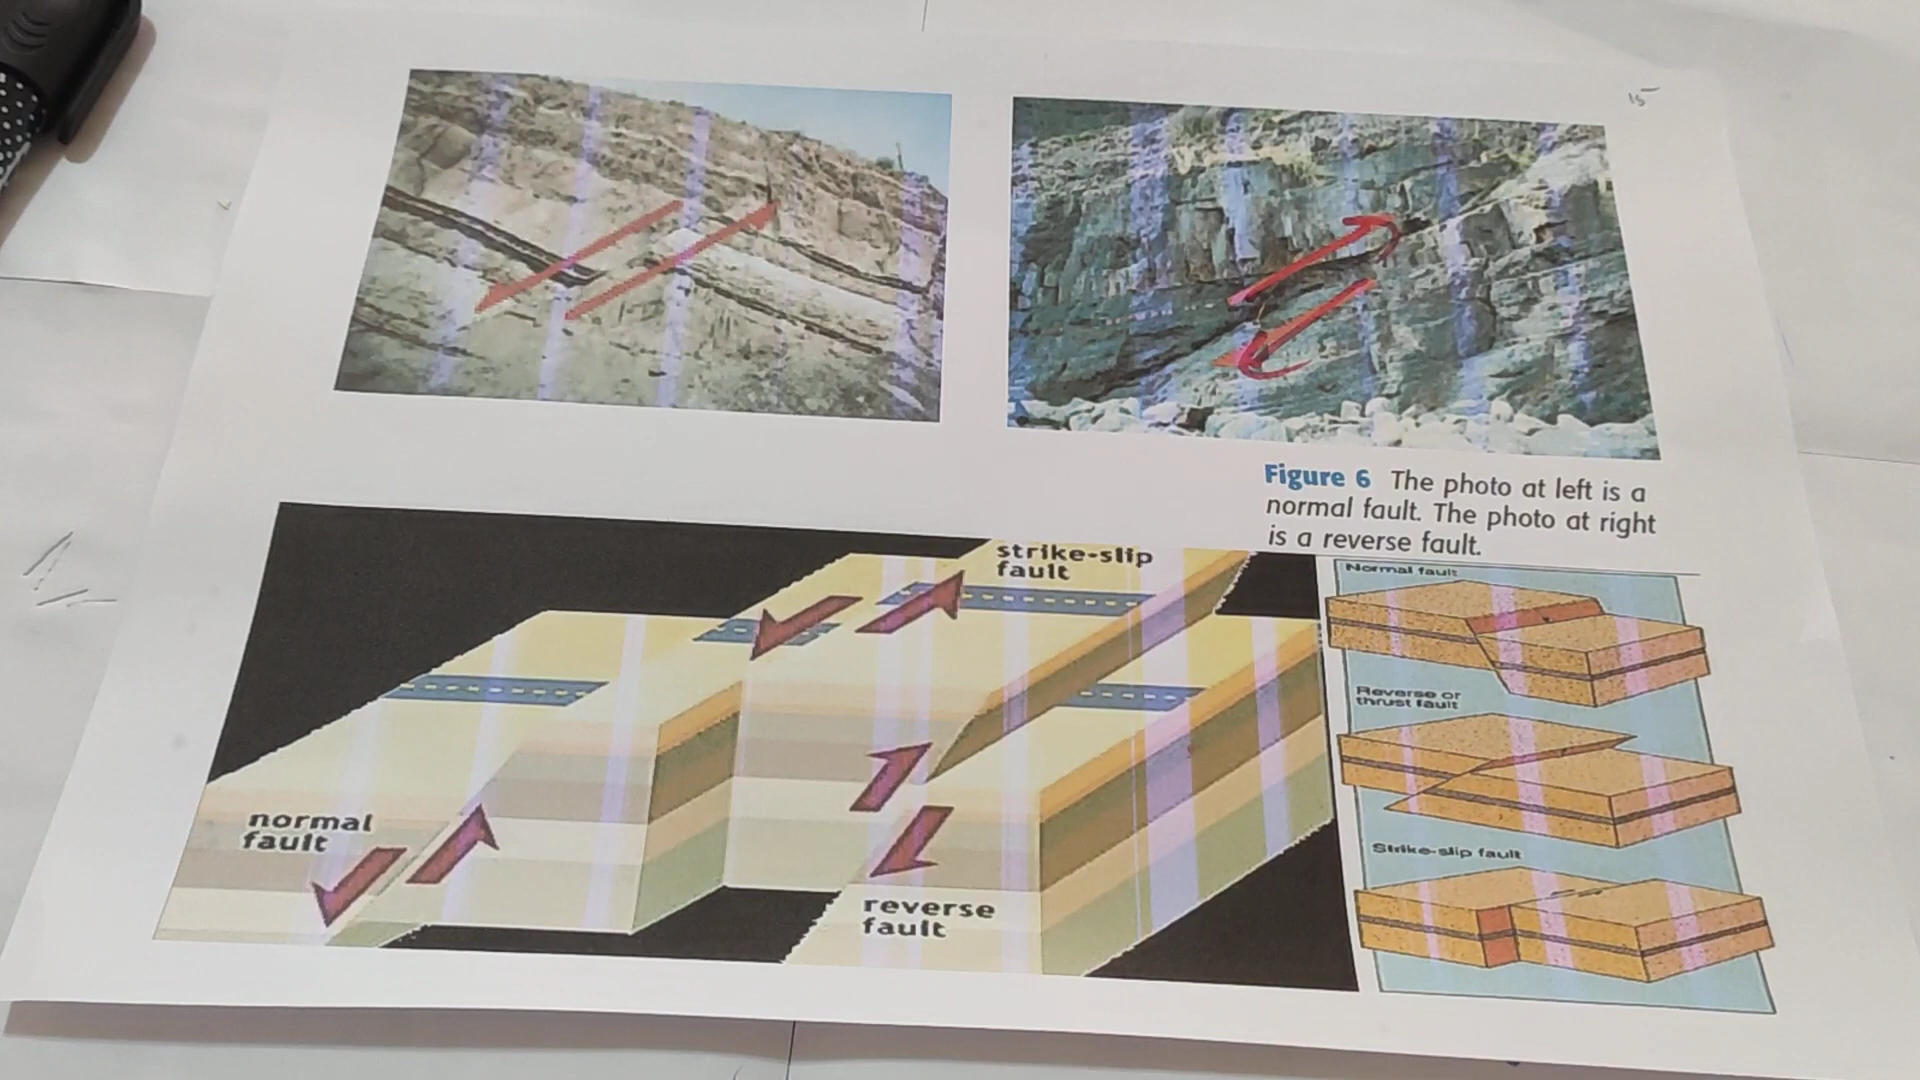 15
Figure 6 The photo at left is a
normal fault. The photo at right
is a reverse fault.
strike-slip
fault
normal
fault
reverse
fault
Normal fault
Reverse or
thrust fault
Strike-slip fault